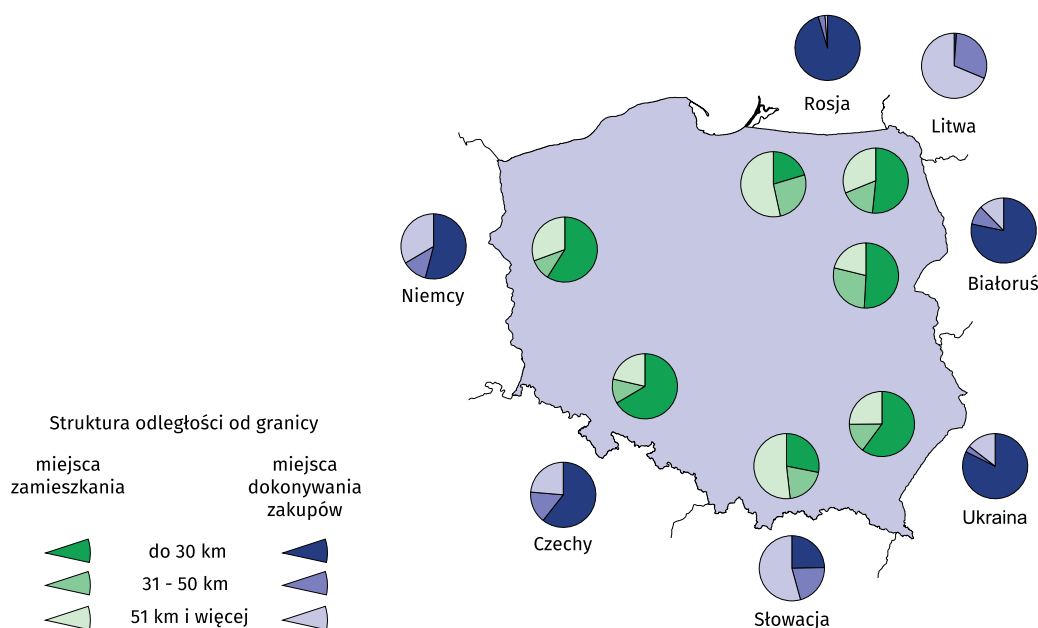 Rosja
Litwa
Białoruś
Niemcy
Struktura odległości od granicy
miejsca
zamieszkania
miejsca
dokonywania
zakupów
Czechy
Ukraina
do 30 km
31 - 50 km
51 km i więcej
Słowacja